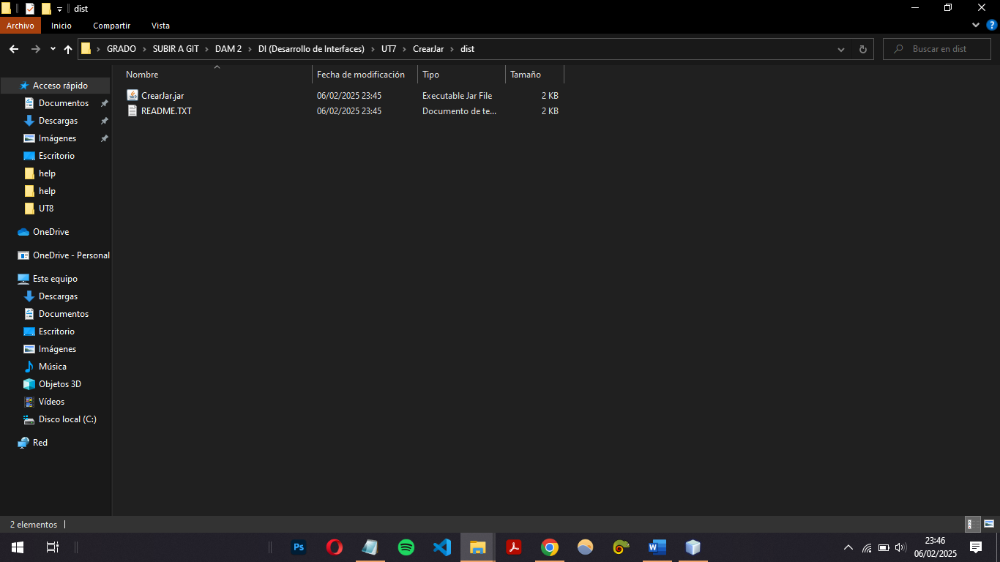 dist
Archivo Inicio Compartir Vista
GRADO › SUBIR A GIT › DAM 2 › DI (Desarrollo de Interfaces) › UT7 › CrearJar › dist
Buscar en dist
Nombre Fecha de modificación Tipo Tamaño
CrearJar.jar 06/02/2025 23:45 Executable Jar File 2 KB
README.TXT 06/02/2025 23:45 Documento de te... 2 KB
Acceso rápido
Documentos
Descargas
Imágenes
Escritorio
help
help
UT8
OneDrive
OneDrive - Personal
Este equipo
Descargas
Documentos
Escritorio
Imágenes
Música
Objetos 3D
Vídeos
Disco local (C:)
Red
2 elementos
Ps
W
23:46
06/02/2025